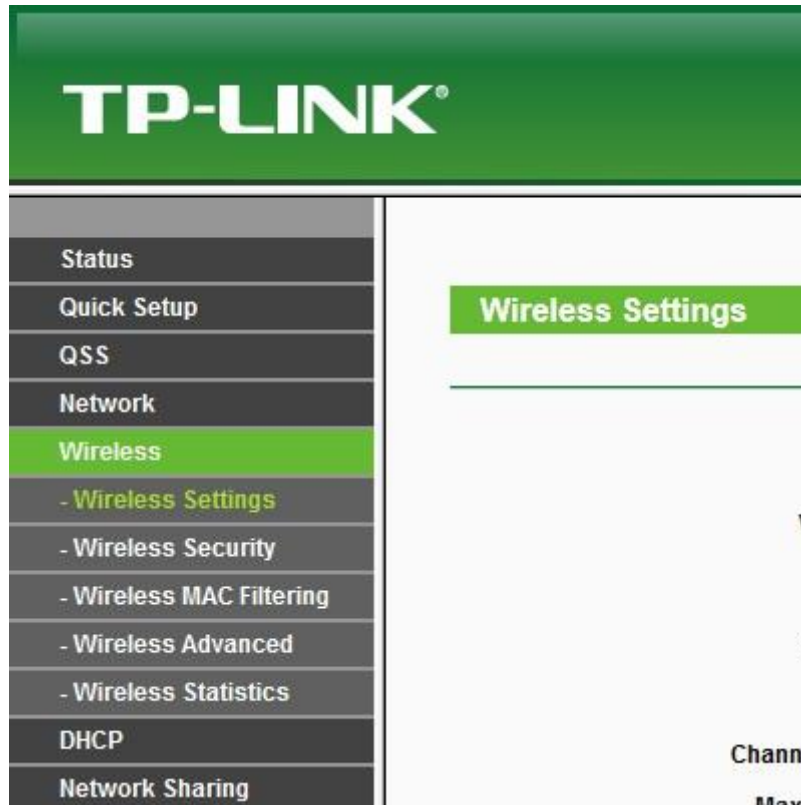 TP-LINK®
Status
Quick Setup
QSS
Network
Wireless
- Wireless Settings
- Wireless Security
- Wireless MAC Filtering
- Wireless Advanced
- Wireless Statistics
DHCP
Network Sharing
Wireless Settings